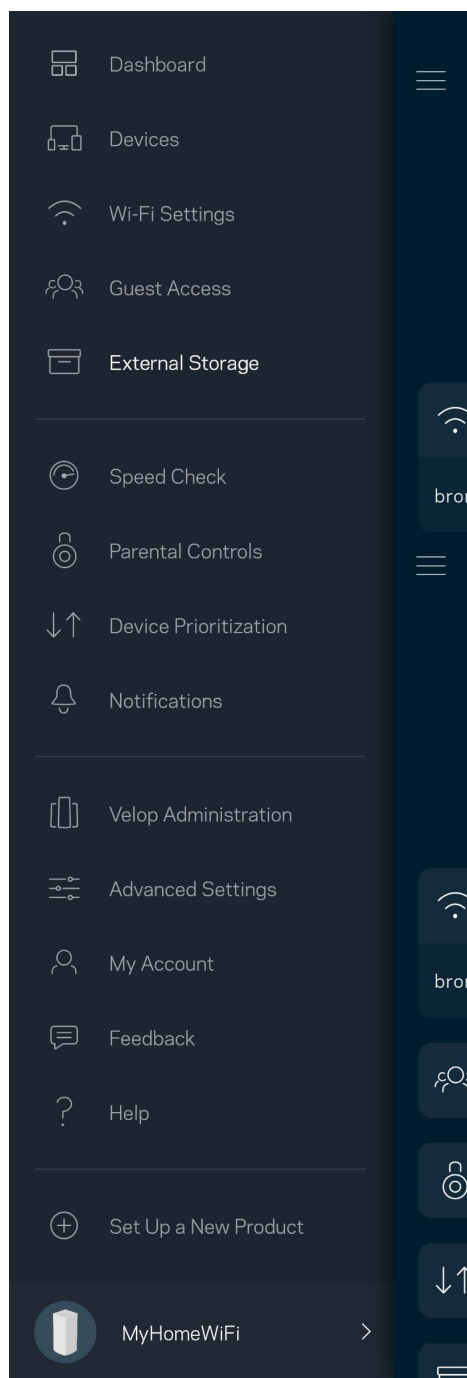 Dashboard
Devices
Wi-Fi Settings
Guest Access
External Storage
Speed Check
Parental Controls
Device Prioritization
Notifications
Velop Administration
Advanced Settings
My Account
Feedback
Help
Set Up a New Product
MyHomeWiFi